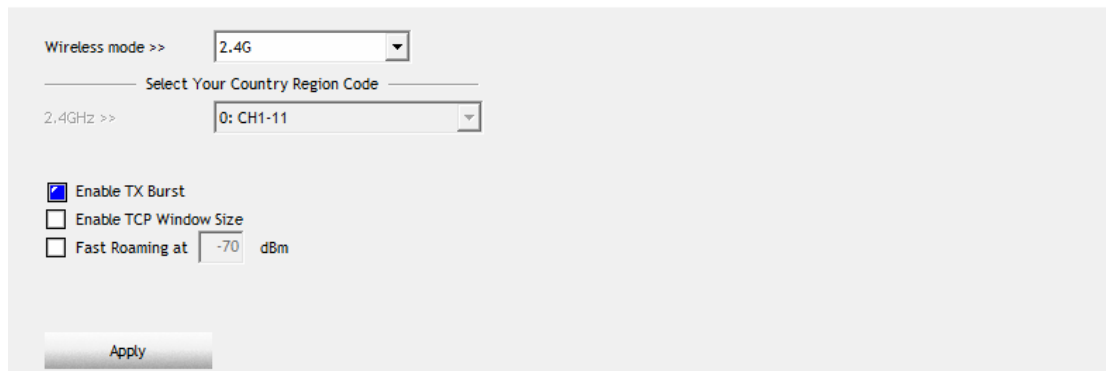 Wireless mode >> 2.4G
Select Your Country Region Code
2.4GHz >> 0: CH1-11
Enable TX Burst
Enable TCP Window Size
Fast Roaming at -70 dBm
Apply